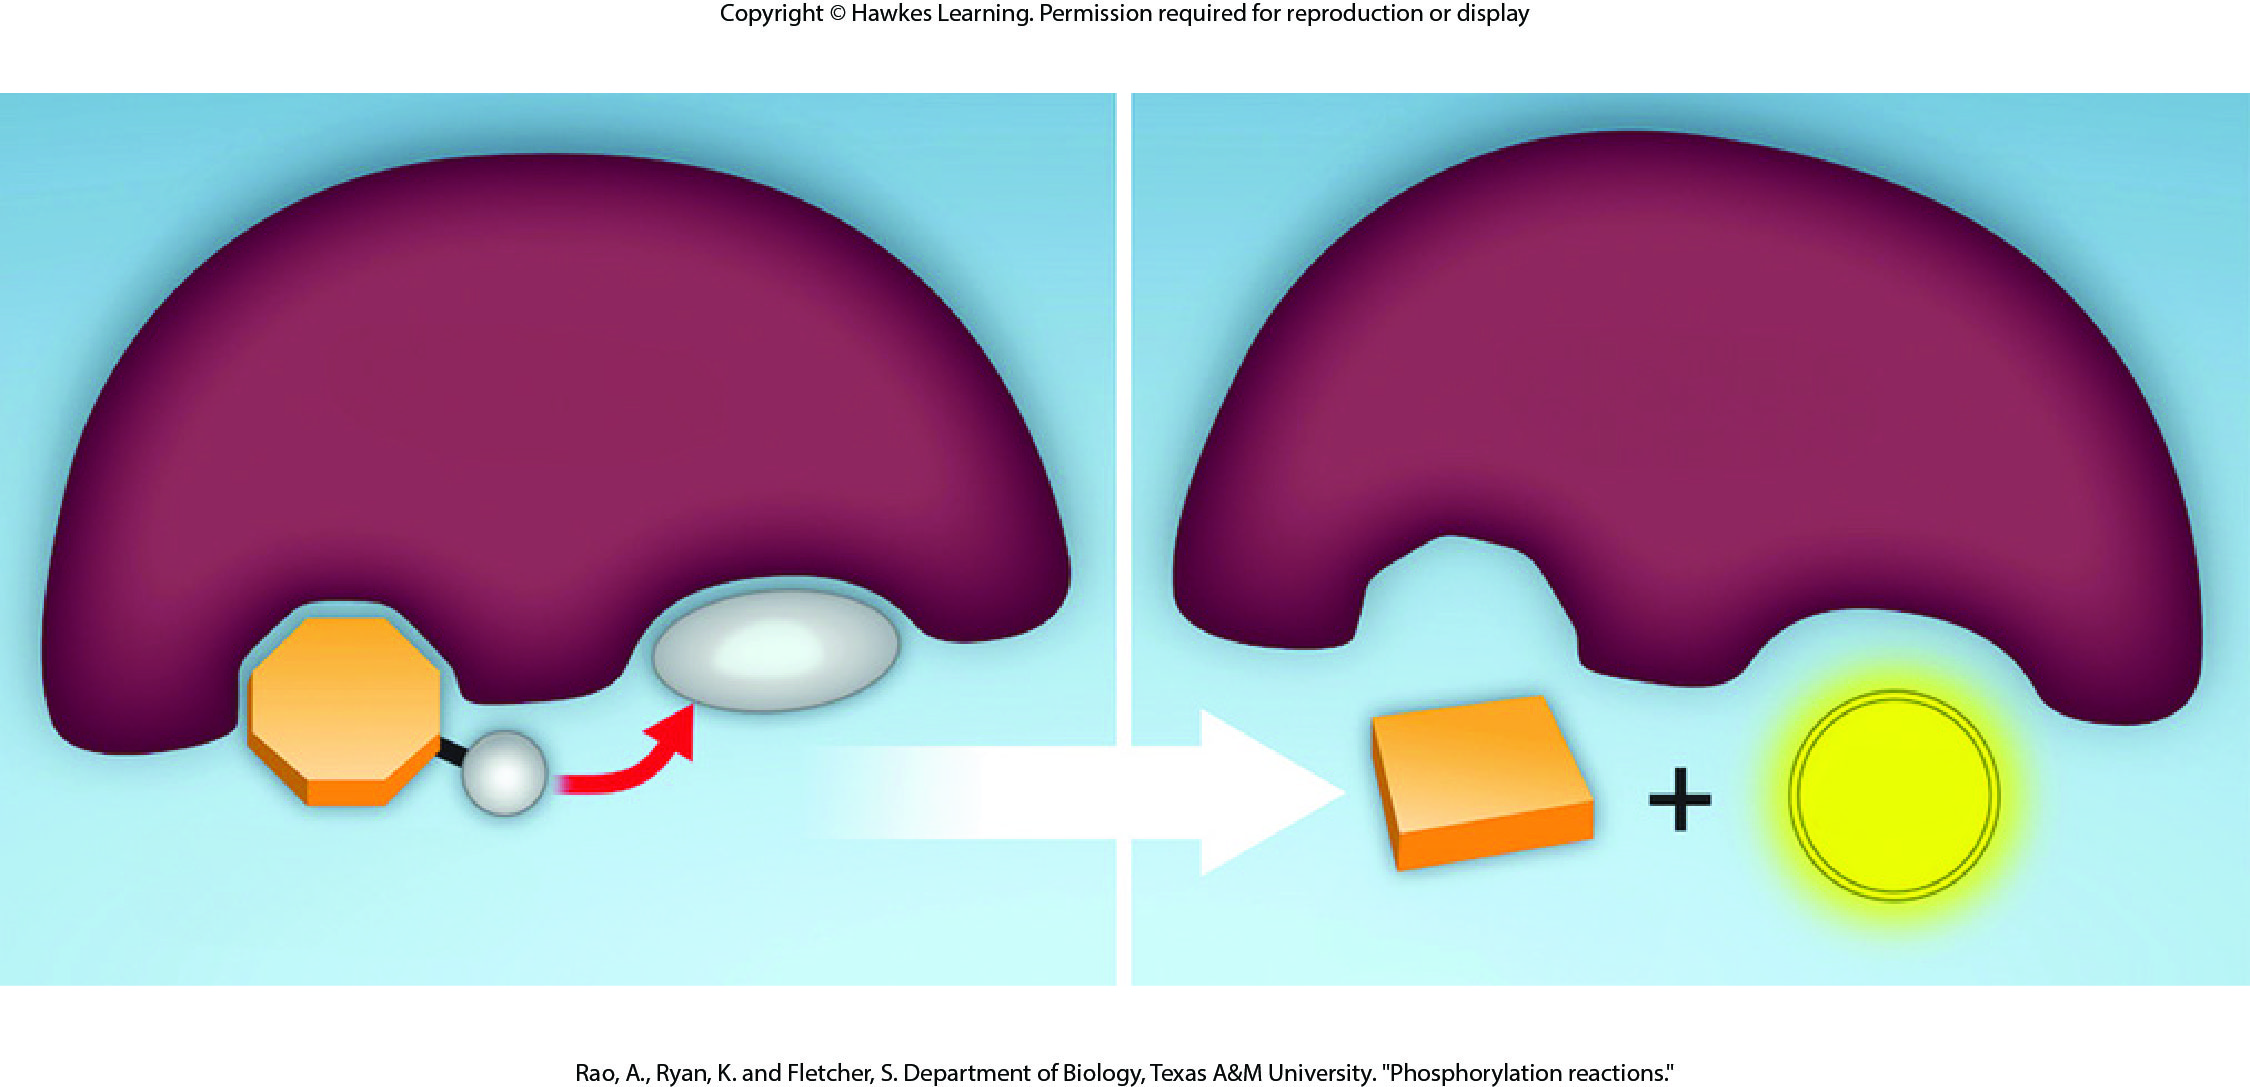 Copyright © Hawkes Learning. Permission required for reproduction or display
+
Rao, A., Ryan, K. and Fletcher, S. Department of Biology, Texas A&M University. "Phosphorylation reactions."